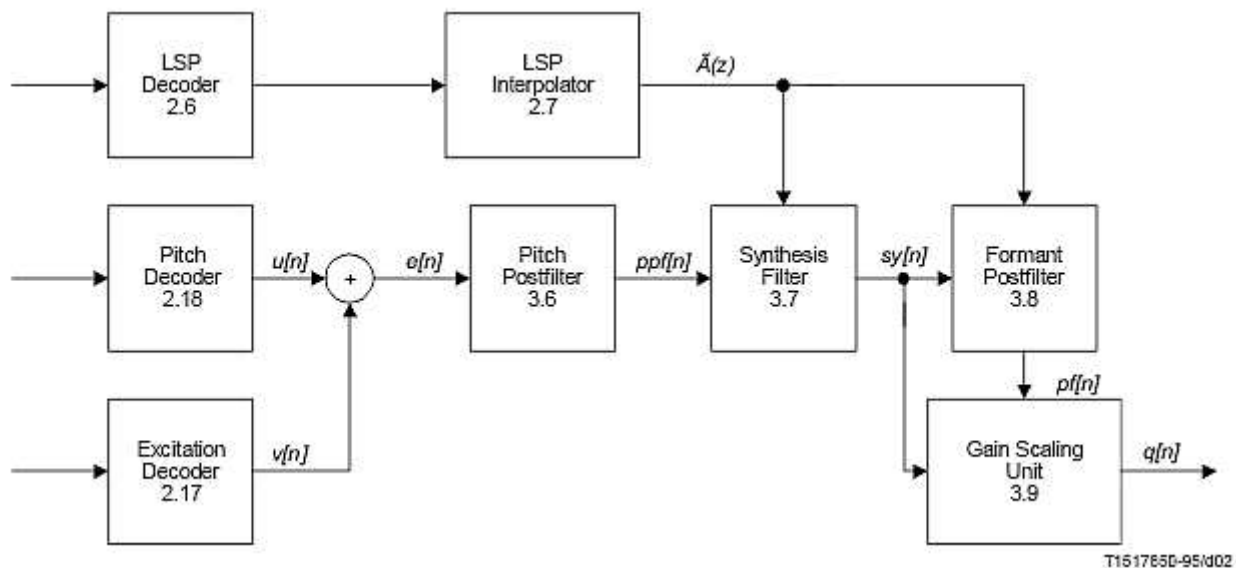 LSP
Decoder
2.6
LSP
Interpolator
2.7
Ã(z)
Pitch
Decoder
2.18
u[n]
+
e[n]
Pitch
Postfilter
3.6
ppf[n]
Synthesis
Filter
3.7
sy[n]
Formant
Postfilter
3.8
pf[n]
Excitation
Decoder
2.17
v[n]
Gain Scaling
Unit
3.9
q[n]
T1517650-95/d02